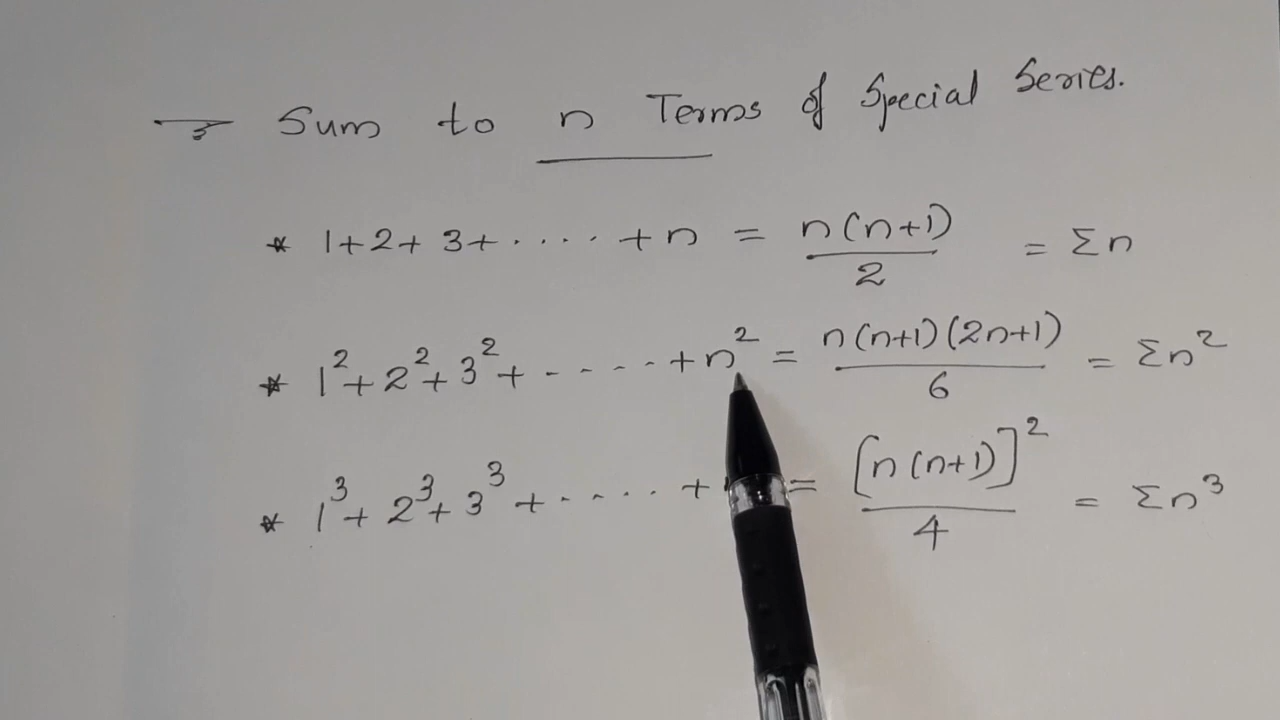 → Sum to n Terms of Special Series.
* 1+2+3+.....+n = n(n+1)/2 = Σn
* 1²+2²+3²+-----+n² = n(n+1)(2n+1)/6 = Σn²
* 1³+2³+3³+-....+ = [n(n+1)]²/4 = Σn³